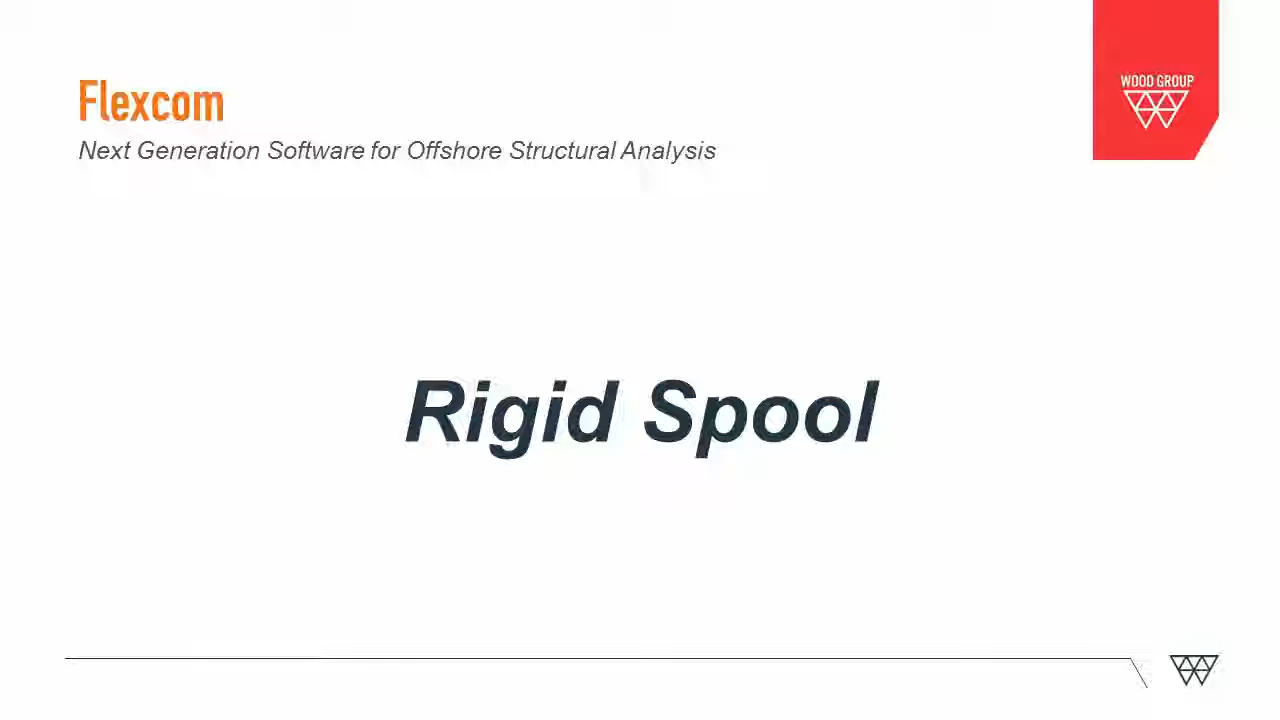 Flexcom
Next Generation Software for Offshore Structural Analysis
WOOD GROUP
Rigid Spool